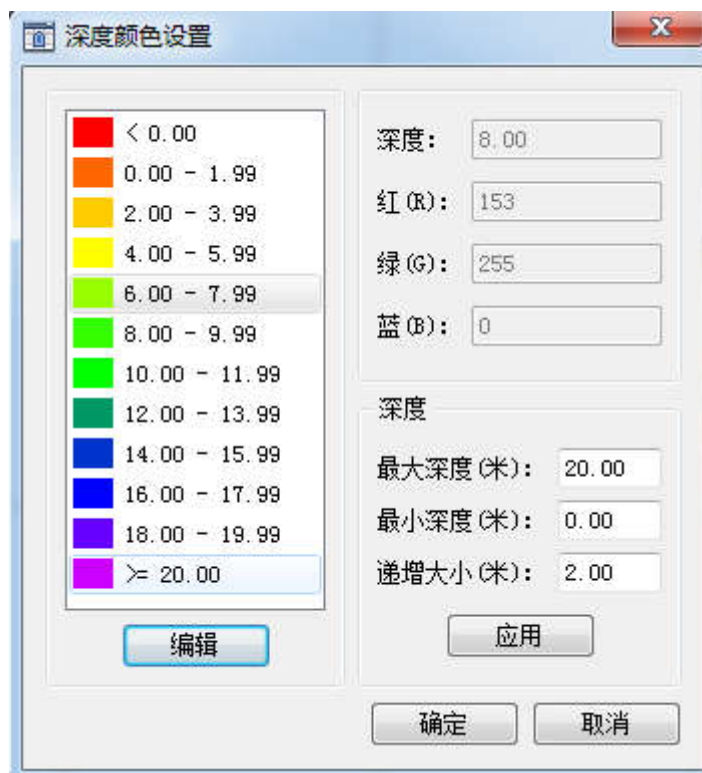 深度颜色设置
< 0.00
0.00 - 1.99
2.00 - 3.99
4.00 - 5.99
6.00 - 7.99
8.00 - 9.99
10.00 - 11.99
12.00 - 13.99
14.00 - 15.99
16.00 - 17.99
18.00 - 19.99
>= 20.00
编辑
深度: 8.00
红(R): 153
绿(G): 255
蓝(B): 0
深度
最大深度(米): 20.00
最小深度(米): 0.00
递增大小(米): 2.00
应用
确定 取消